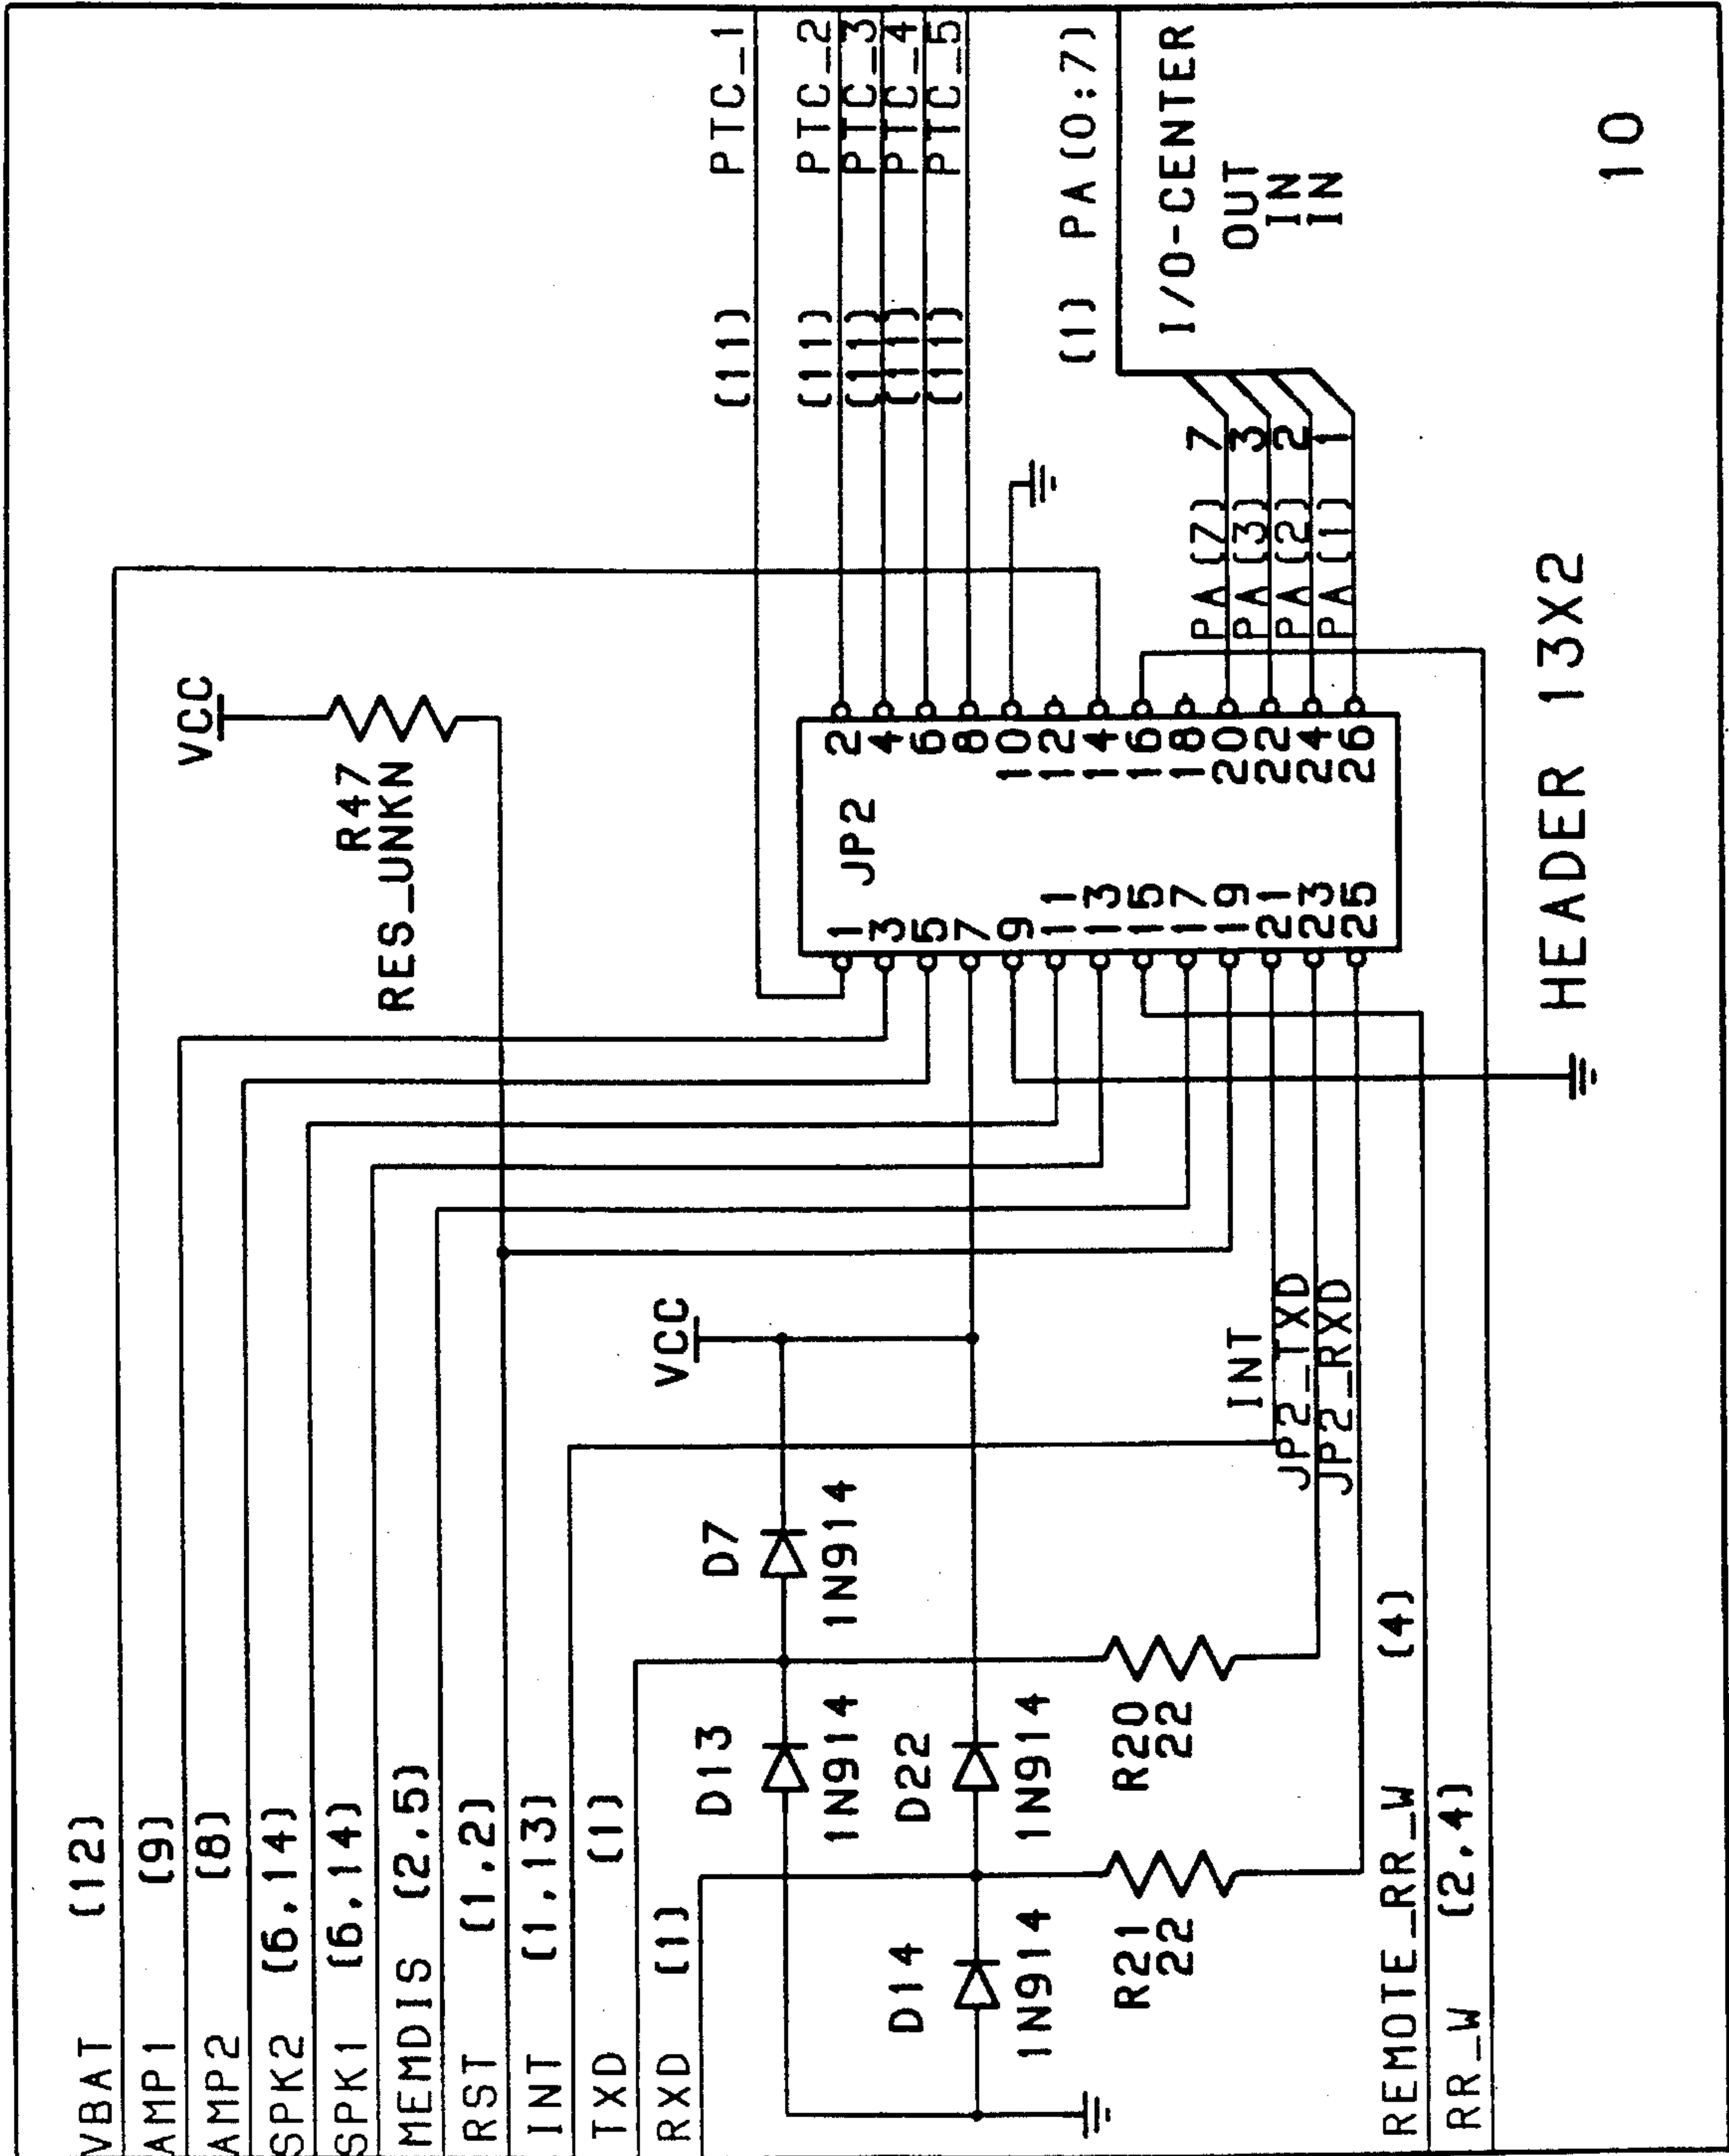 VBAT (12)
AMP1 (9)
AMP2 (8)
SPK2 (6,14)
SPK1 (6,14)
MEMDIS (2,5)
RST (1,2)
INT (1,13)
TXD (1)
RXD (1)
REMOTE_RR_W (4)
RR_W (2,4)
VCC
R47
RES_UNKN
VCC
D7
1N914
D13
1N914
D22
1N914
D14
1N914
R20
22
R21
22
INT
JP2_TXD
JP2_RXD
JP2
1 2
3 4
5 6
7 8
9 10
11 12
13 14
15 16
17 18
19 20
21 22
23 24
25 26
HEADER 13X2
(11) PTC_1
(11) PTC_2
(11) PTC_3
(11) PTC_4
(11) PTC_5
(1) PA(0:7)
I/O-CENTER
PA(7) 7 OUT
PA(3) 3 IN
PA(2) 2 IN
PA(1) 1
10